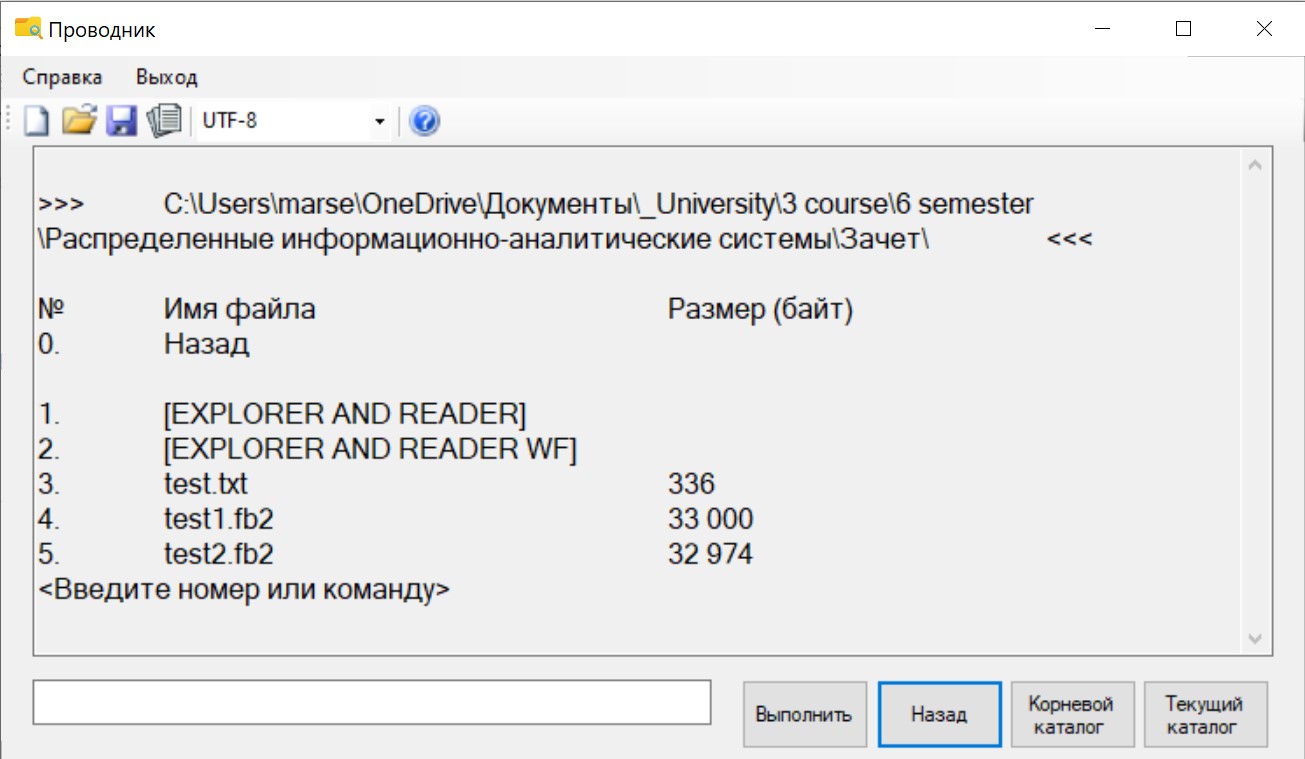 Проводник
Справка Выход
UTF-8
>>> C:\Users\marse\OneDrive\Документы\_University\3 course\6 semester
\Распределенные информационно-аналитические системы\Зачет\ <<<
№ Имя файла Размер (байт)
0. Назад
1. [EXPLORER AND READER]
2. [EXPLORER AND READER WF]
3. test.txt 336
4. test1.fb2 33 000
5. test2.fb2 32 974
<Введите номер или команду>
Выполнить
Назад
Корневой
каталог
Текущий
каталог